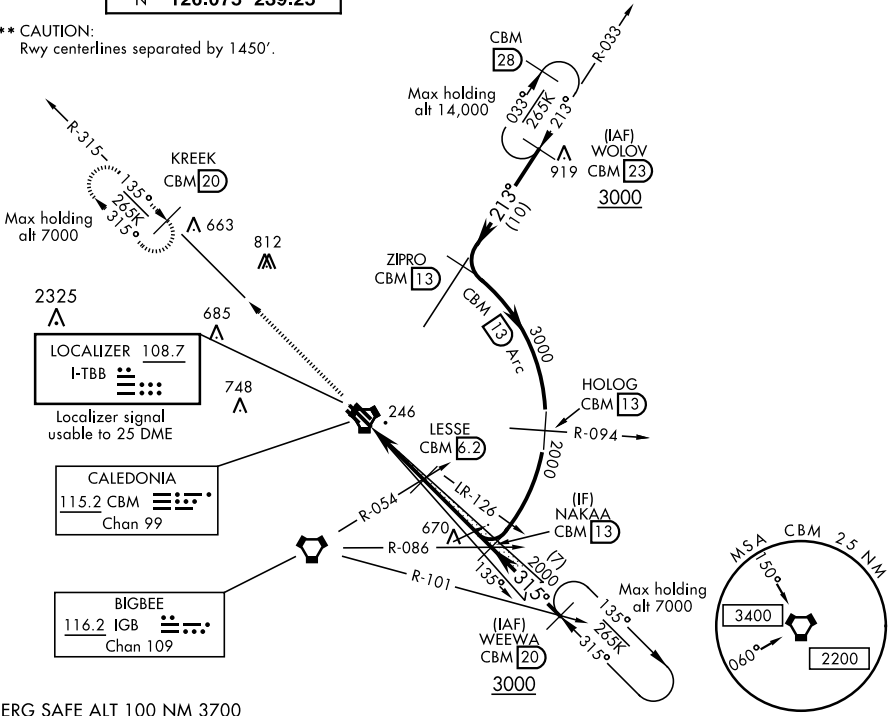 N 126.075 239.25
** CAUTION:
Rwy centerlines separated by 1450'.
CBM
28
R-033
Max holding
alt 14,000
033°
265K
213°
(IAF)
WOLOV
CBM 23
3000
919
213°
(10)
R-315
KREEK
CBM 20
135°
265K
315°
Max holding
alt 7000
663
812
ZIPRO
CBM 13
CBM 13 Arc
3000
2325
685
LOCALIZER 108.7
I-TBB
Localizer signal
usable to 25 DME
748
246
HOLOG
CBM 13
R-094
2000
LESSE
CBM 6.2
CALEDONIA
115.2 CBM
Chan 99
R-054
LR-126
(IF)
NAKAA
CBM 13
670
R-086
(7)
2000
315°
135°
R-101
Max holding
alt 7000
135°
265K
315°
BIGBEE
116.2 IGB
Chan 109
(IAF)
WEEWA
CBM 20
3000
MSA CBM 25 NM
150°
3400
060°
2200
ERG SAFE ALT 100 NM 3700